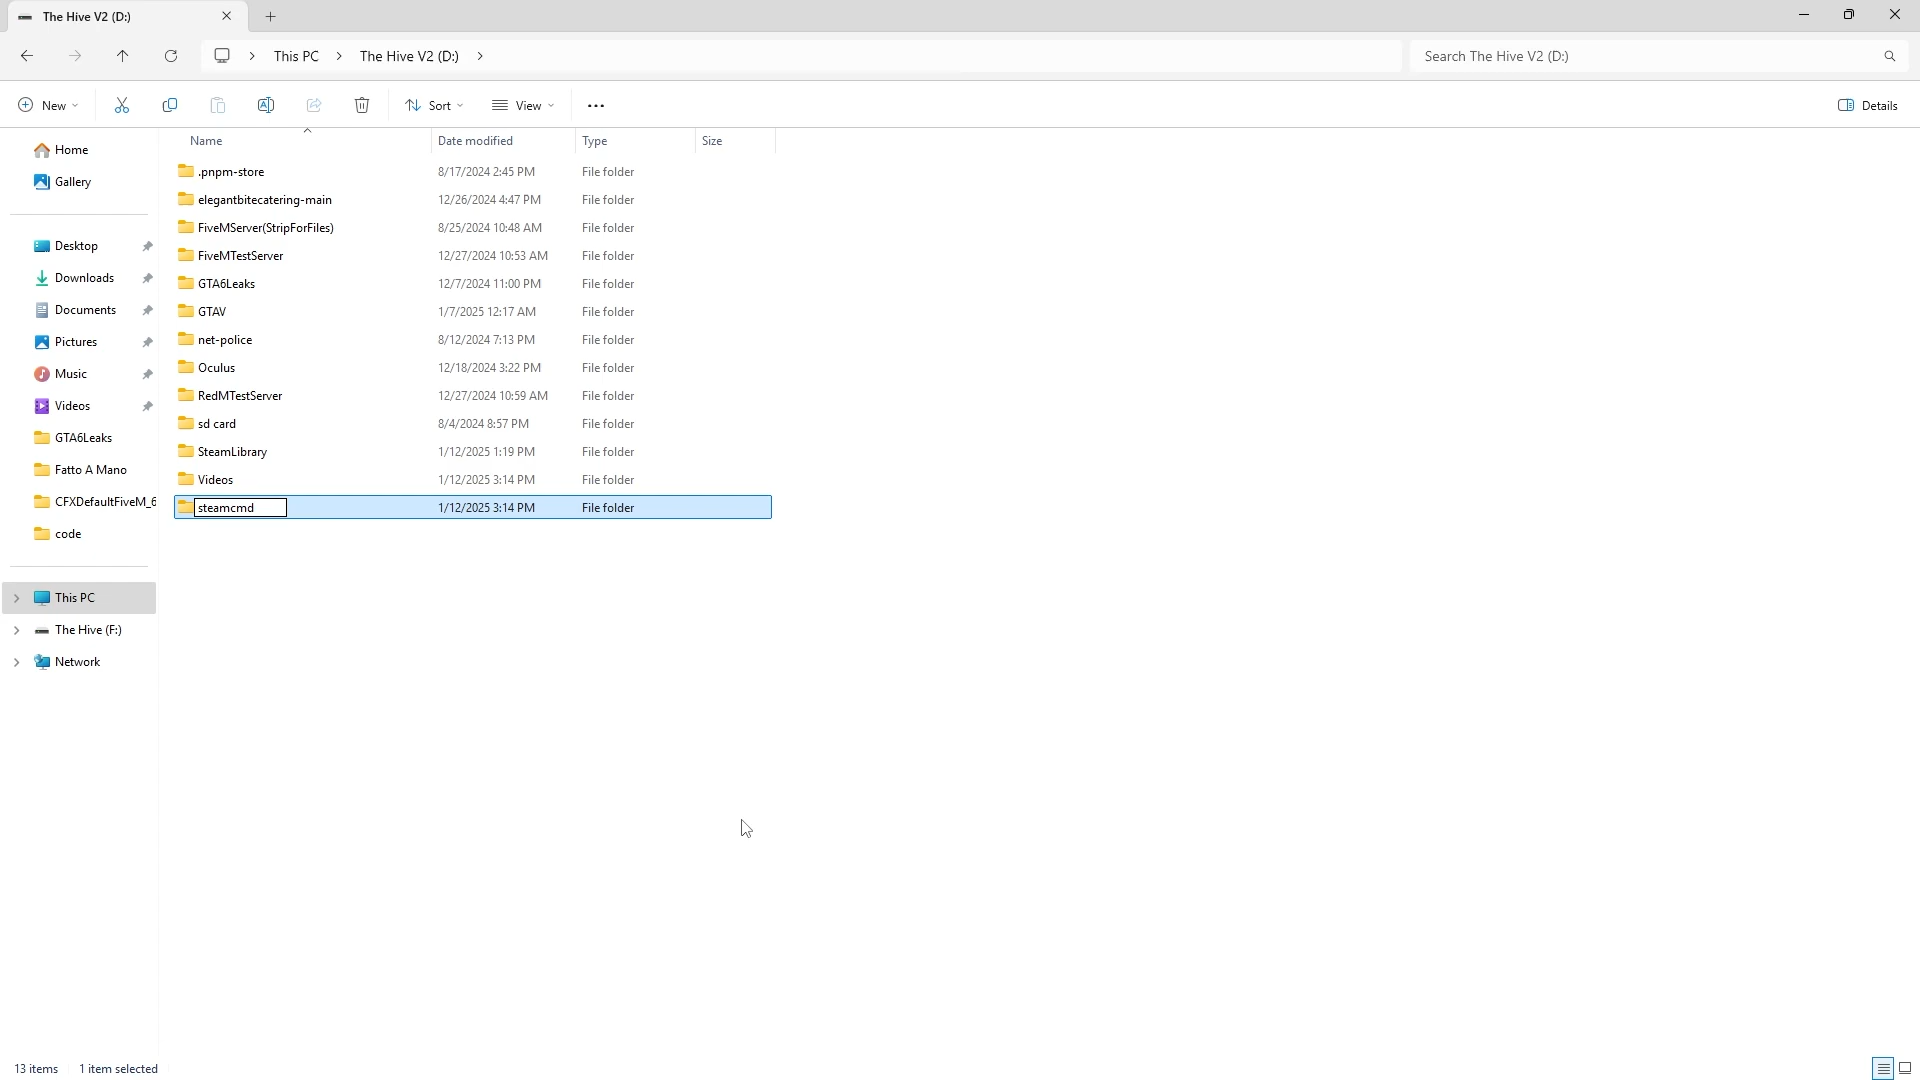 The Hive V2 (D:)
This PC > The Hive V2 (D:) >
Search The Hive V2 (D:)
New
Sort
View
Details
Name Date modified Type Size
.pnpm-store 8/17/2024 2:45 PM File folder
elegantbitecatering-main 12/26/2024 4:47 PM File folder
FiveMServer(StripForFiles) 8/25/2024 10:48 AM File folder
FiveMTestServer 12/27/2024 10:53 AM File folder
GTA6Leaks 12/7/2024 11:00 PM File folder
GTAV 1/7/2025 12:17 AM File folder
net-police 8/12/2024 7:13 PM File folder
Oculus 12/18/2024 3:22 PM File folder
RedMTestServer 12/27/2024 10:59 AM File folder
sd card 8/4/2024 8:57 PM File folder
SteamLibrary 1/12/2025 1:19 PM File folder
Videos 1/12/2025 3:14 PM File folder
steamcmd 1/12/2025 3:14 PM File folder
Home
Gallery
Desktop
Downloads
Documents
Pictures
Music
Videos
GTA6Leaks
Fatto A Mano
CFXDefaultFiveM_6
code
This PC
The Hive (F:)
Network
13 items 1 item selected